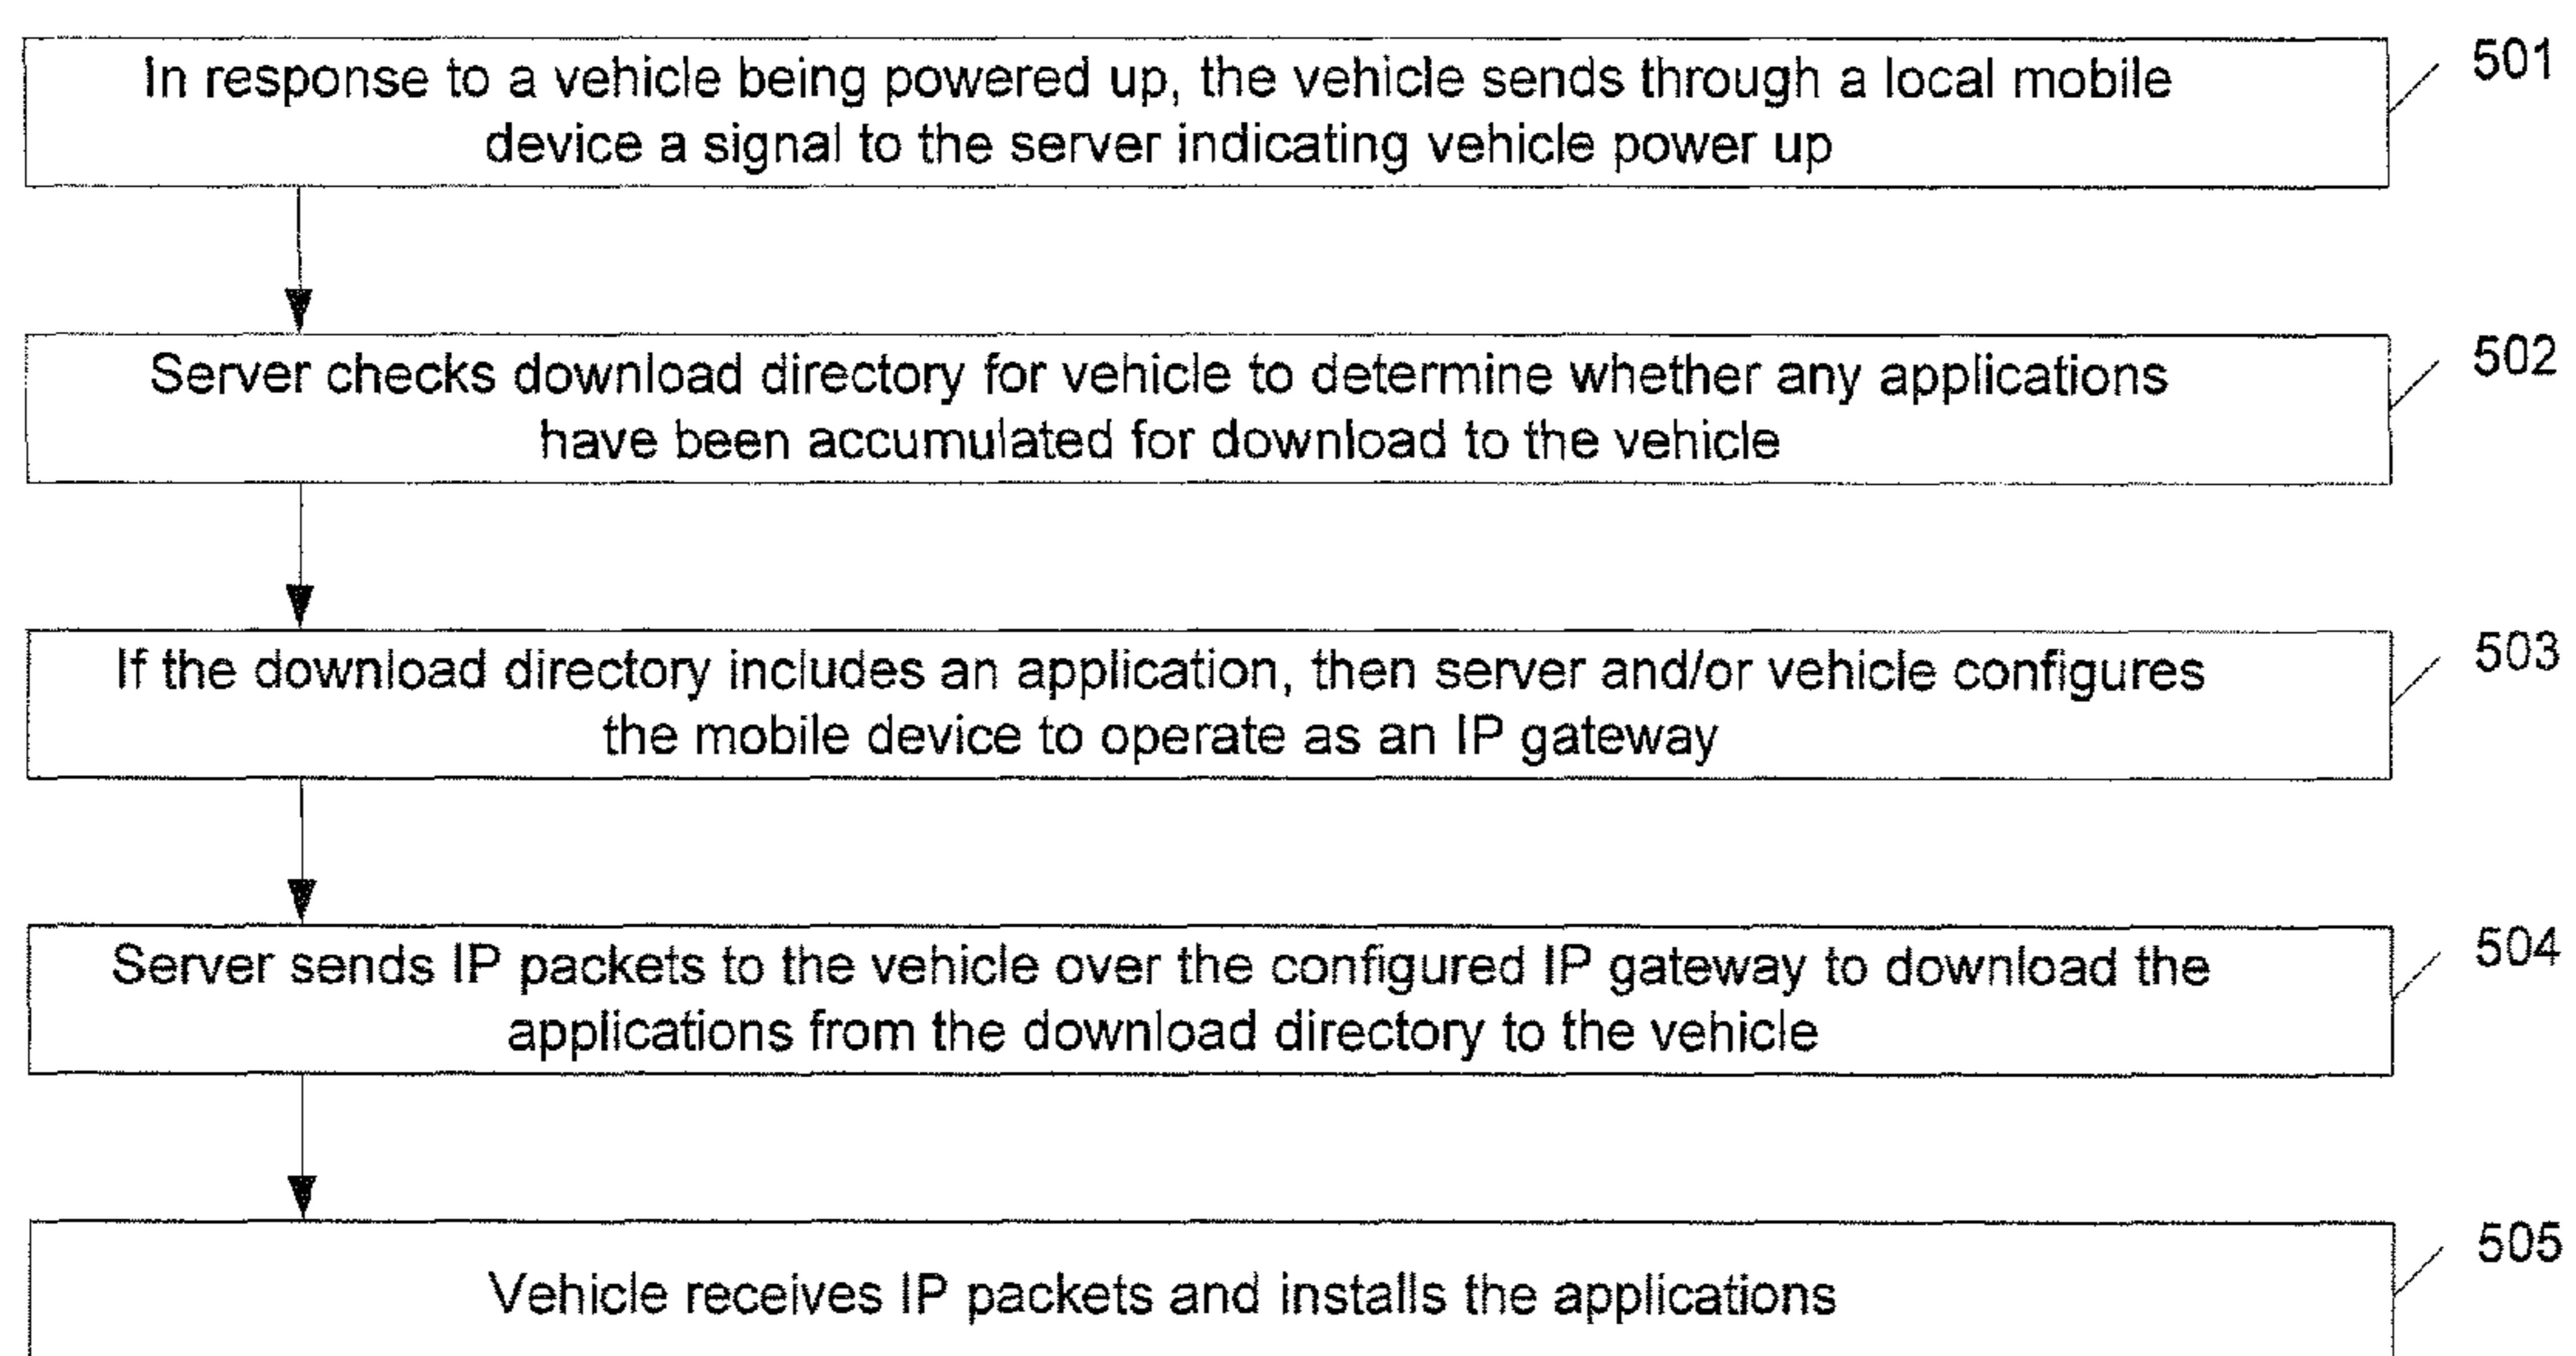 In response to a vehicle being powered up, the vehicle sends through a local mobile
device a signal to the server indicating vehicle power up
501
Server checks download directory for vehicle to determine whether any applications
have been accumulated for download to the vehicle
502
If the download directory includes an application, then server and/or vehicle configures
the mobile device to operate as an IP gateway
503
Server sends IP packets to the vehicle over the configured IP gateway to download the
applications from the download directory to the vehicle
504
Vehicle receives IP packets and installs the applications
505